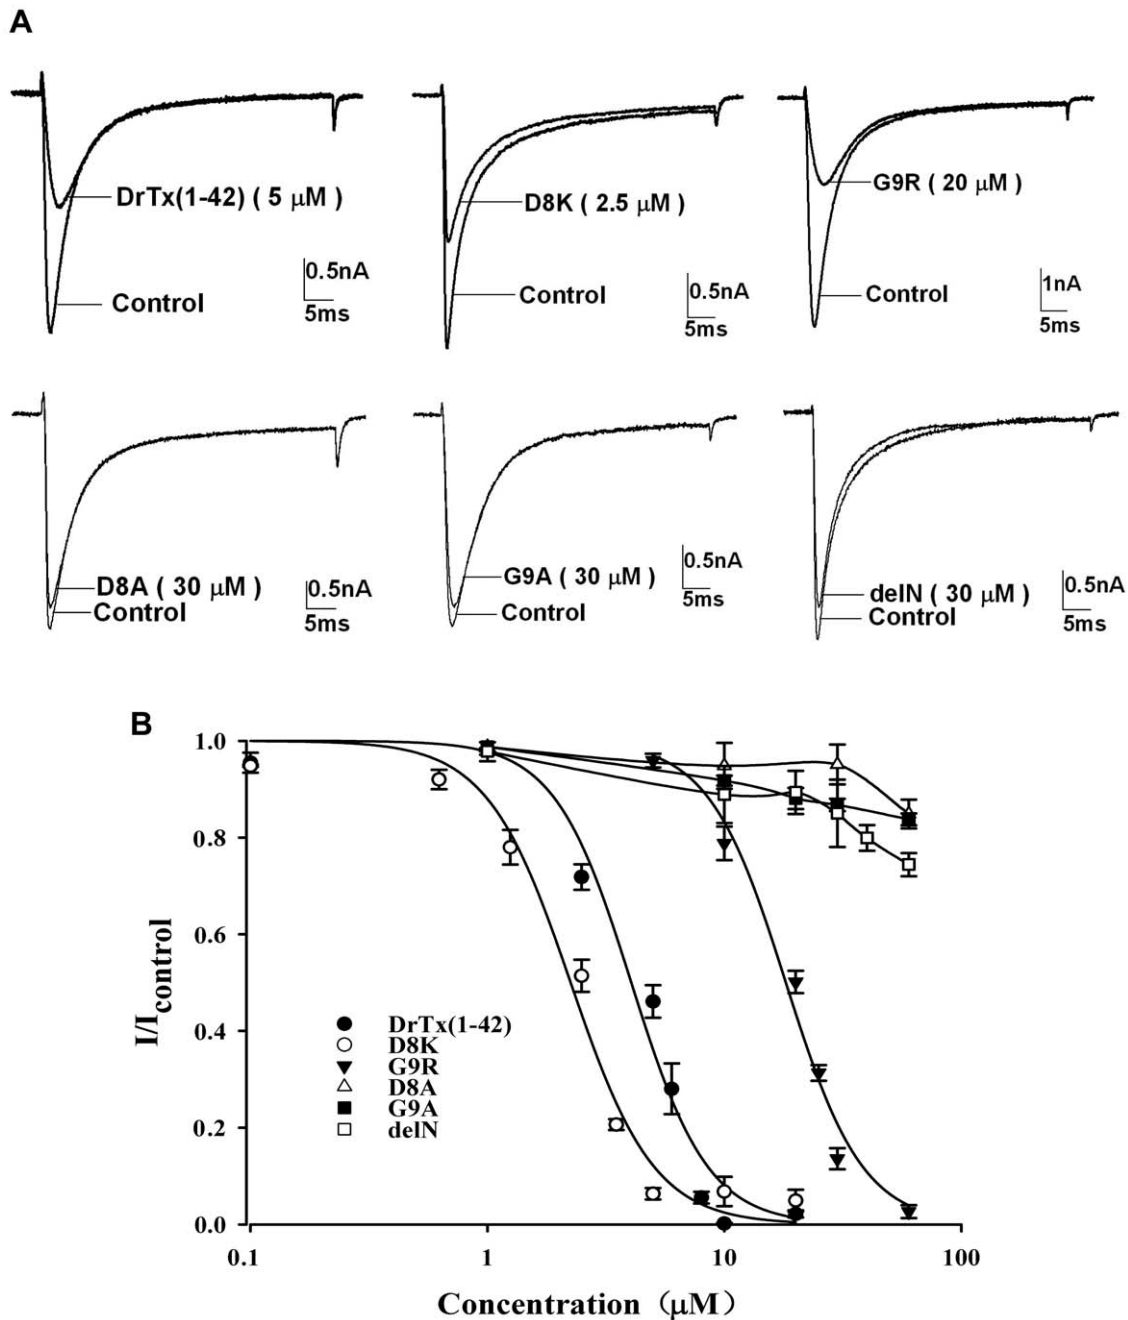 A
DrTx(1-42) ( 5 μM )
Control
0.5nA
5ms
D8K ( 2.5 μM )
Control
0.5nA
5ms
G9R ( 20 μM )
Control
1nA
5ms
D8A ( 30 μM )
Control
0.5nA
5ms
G9A ( 30 μM )
Control
0.5nA
5ms
delN ( 30 μM )
Control
0.5nA
5ms
B
1.0
0.8
0.6
0.4
0.2
0.0
I/Icontrol
DrTx(1-42)
D8K
G9R
D8A
G9A
delN
0.1
1
10
100
Concentration (μM)